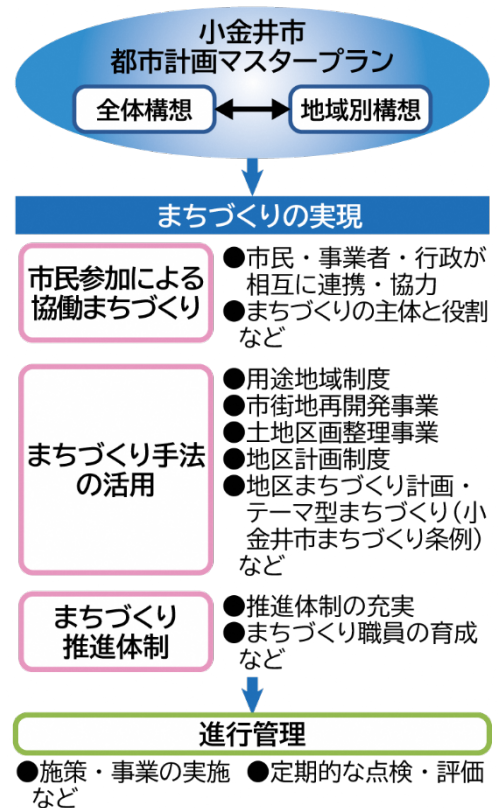 小金井市
都市計画マスタープラン
全体構想
地域別構想
まちづくりの実現
市民参加による
協働まちづくり
●市民・事業者・行政が
相互に連携・協力
●まちづくりの主体と役割
など
まちづくり手法
の活用
●用途地域制度
●市街地再開発事業
●土地区画整理事業
●地区計画制度
●地区まちづくり計画・
テーマ型まちづくり（小
金井市まちづくり条例）
など
まちづくり
推進体制
●推進体制の充実
●まちづくり職員の育成
など
進行管理
●施策・事業の実施 ●定期的な点検・評価
など